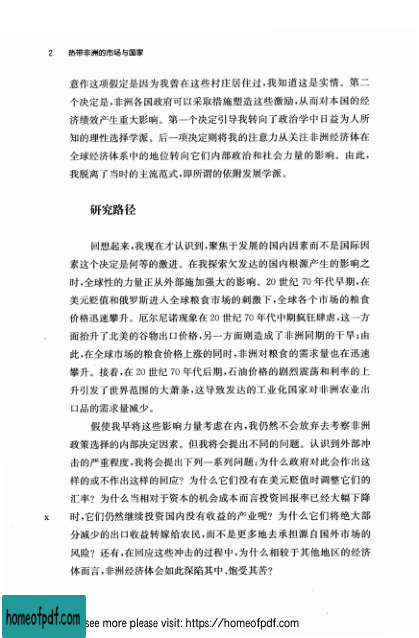 2 热带非洲的市场与国家
意作这项假定是因为我曾在这些村庄居住过,我知道这是实情。第二
个决定是,非洲各国政府可以采取措施塑造这些激励,从而对本国的经
济绩效产生重大影响。第一个决定引导我转向了政治学中日益为人所
知的理性选择学派。后一项决定则将我的注意力从关注非洲经济体在
全球经济体系中的地位转向它们内部政治和社会力量的影响。由此,
我脱离了当时的主流范式,即所谓的依附发展学派。
研究路径
回想起来,我现在才认识到,聚焦于发展的国内因素而不是国际因
素这个决定是何等的激进。在我探索欠发达的国内根源产生的影响之
时,全球性的力量正从外部施加强大的影响。20 世纪 70 年代早期,在
美元贬值和俄罗斯进入全球粮食市场的刺激下,全球各个市场的粮食
价格迅速攀升。厄尔尼诺现象在 20 世纪 70 年代中期疯狂肆虐,这一方
面抬升了北美的谷物出口价格,另一方面则造成了非洲同期的干旱;由
此,在全球市场的粮食价格上涨的同时,非洲对粮食的需求量也在迅速
攀升。接着,在 20 世纪 70 年代后期,石油价格的剧烈震荡和利率的上
升引发了世界范围的大萧条,这导致发达的工业化国家对非洲农业出
口品的需求量减少。
假使我早将这些影响力量考虑在内,我仍然不会放弃去考察非洲
政策选择的内部决定因素。但我将会提出不同的问题。认识到外部冲
击的严重程度,我将会提出下列一系列问题:为什么政府对此会作出这
样的或不作出这样的回应?为什么它们没有在美元贬值时调整它们的
汇率?为什么当相对于资本的机会成本而言投资回报率已经大幅下降
x 时,它们仍然继续投资国内没有收益的产业呢?为什么它们将绝大部
分减少的出口收益转嫁给农民,而不是更多地去承担源自国外市场的
风险?还有,在回应这些冲击的过程中,为什么相较于其他地区的经济
体而言,非洲经济体会如此深陷其中、饱受其苦?
homeofpdf.com
see more please visit: https://homeofpdf.com